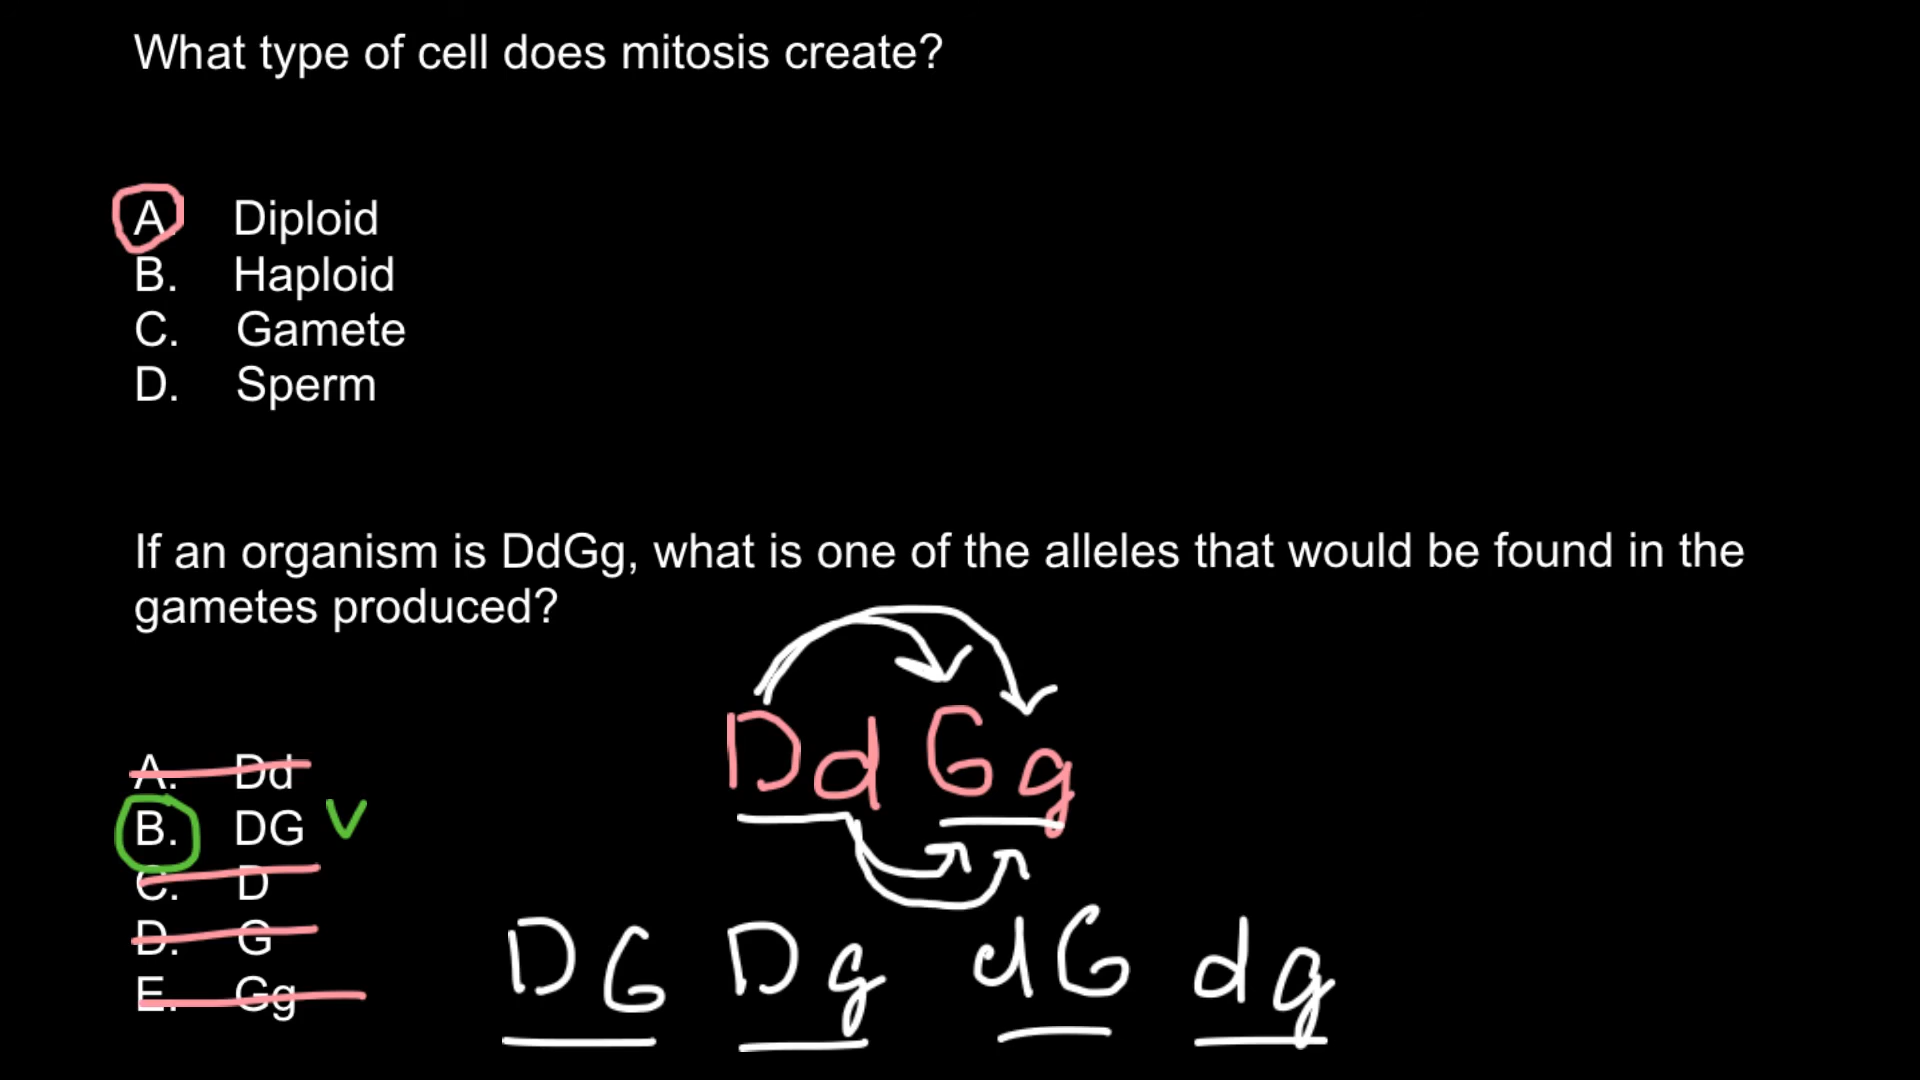 What type of cell does mitosis create?
A. Diploid
B. Haploid
C. Gamete
D. Sperm
If an organism is DdGg, what is one of the alleles that would be found in the
gametes produced?
DdGg
A. Dd
B. DG
C. D
D. G
E. Gg
DG Dg dG dg